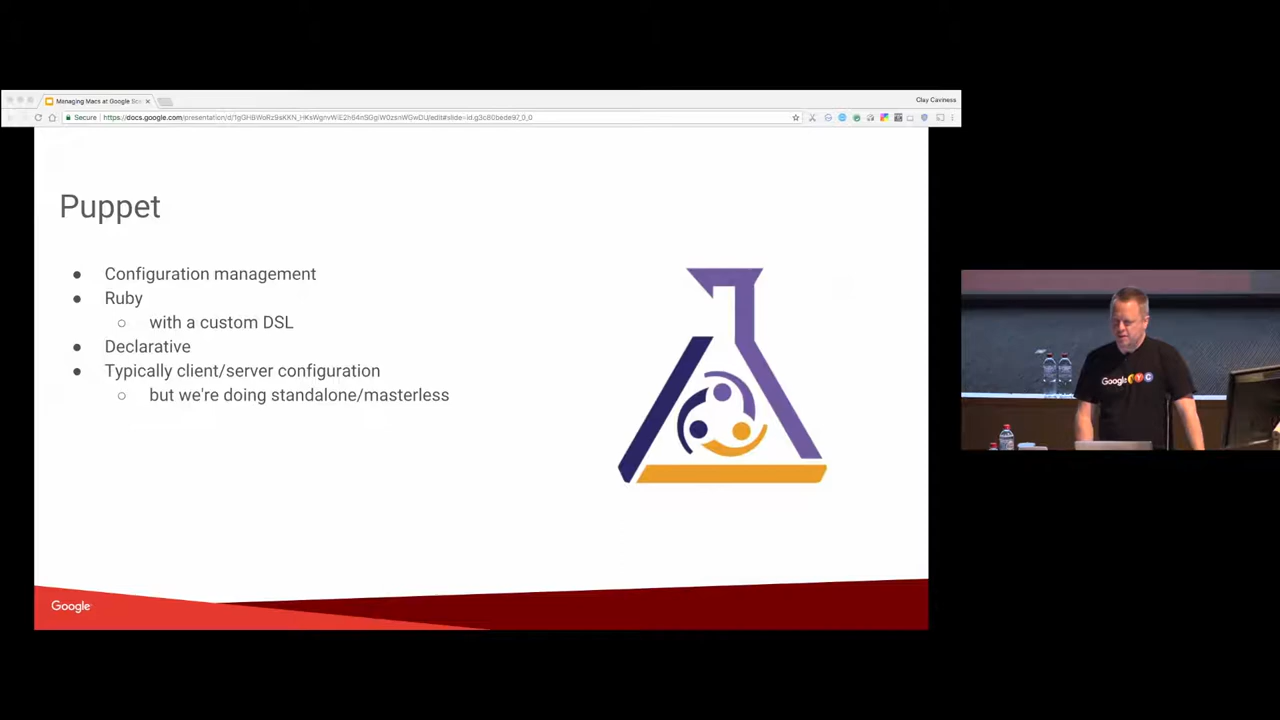 Managing Macs at Google Sca
Clay Caviness
Secure
Puppet
● Configuration management
● Ruby
○ with a custom DSL
● Declarative
● Typically client/server configuration
○ but we're doing standalone/masterless
Google
Google